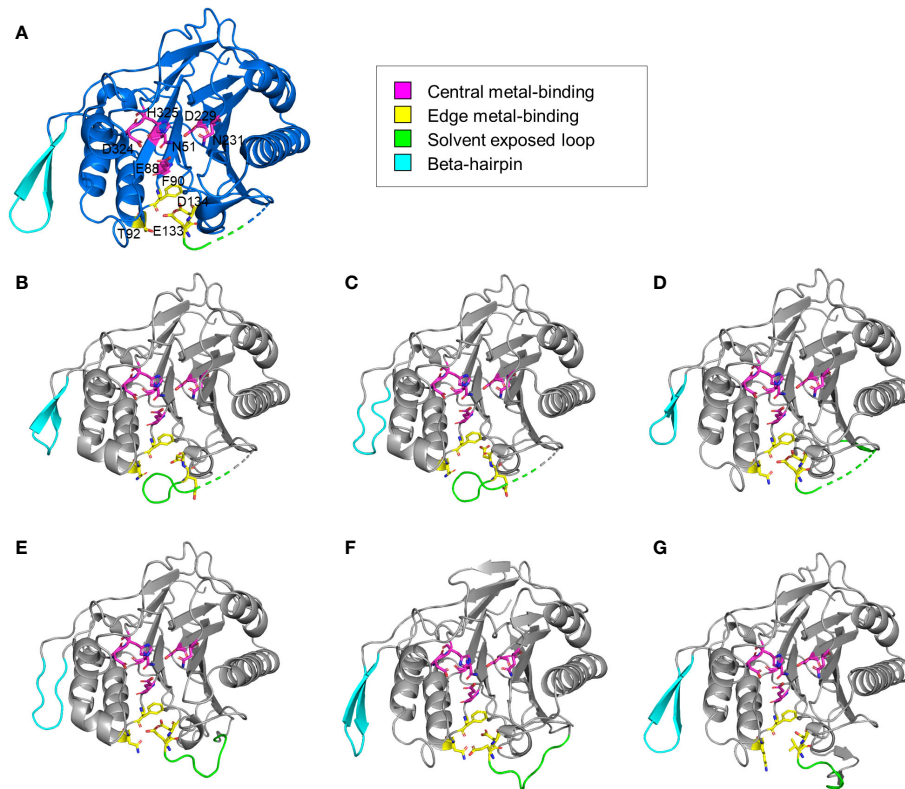 A
H325
D229
D324
N51
N231
E88
F90
D134
T92
E133
Central metal-binding
Edge metal-binding
Solvent exposed loop
Beta-hairpin
B
C
D
E
F
G